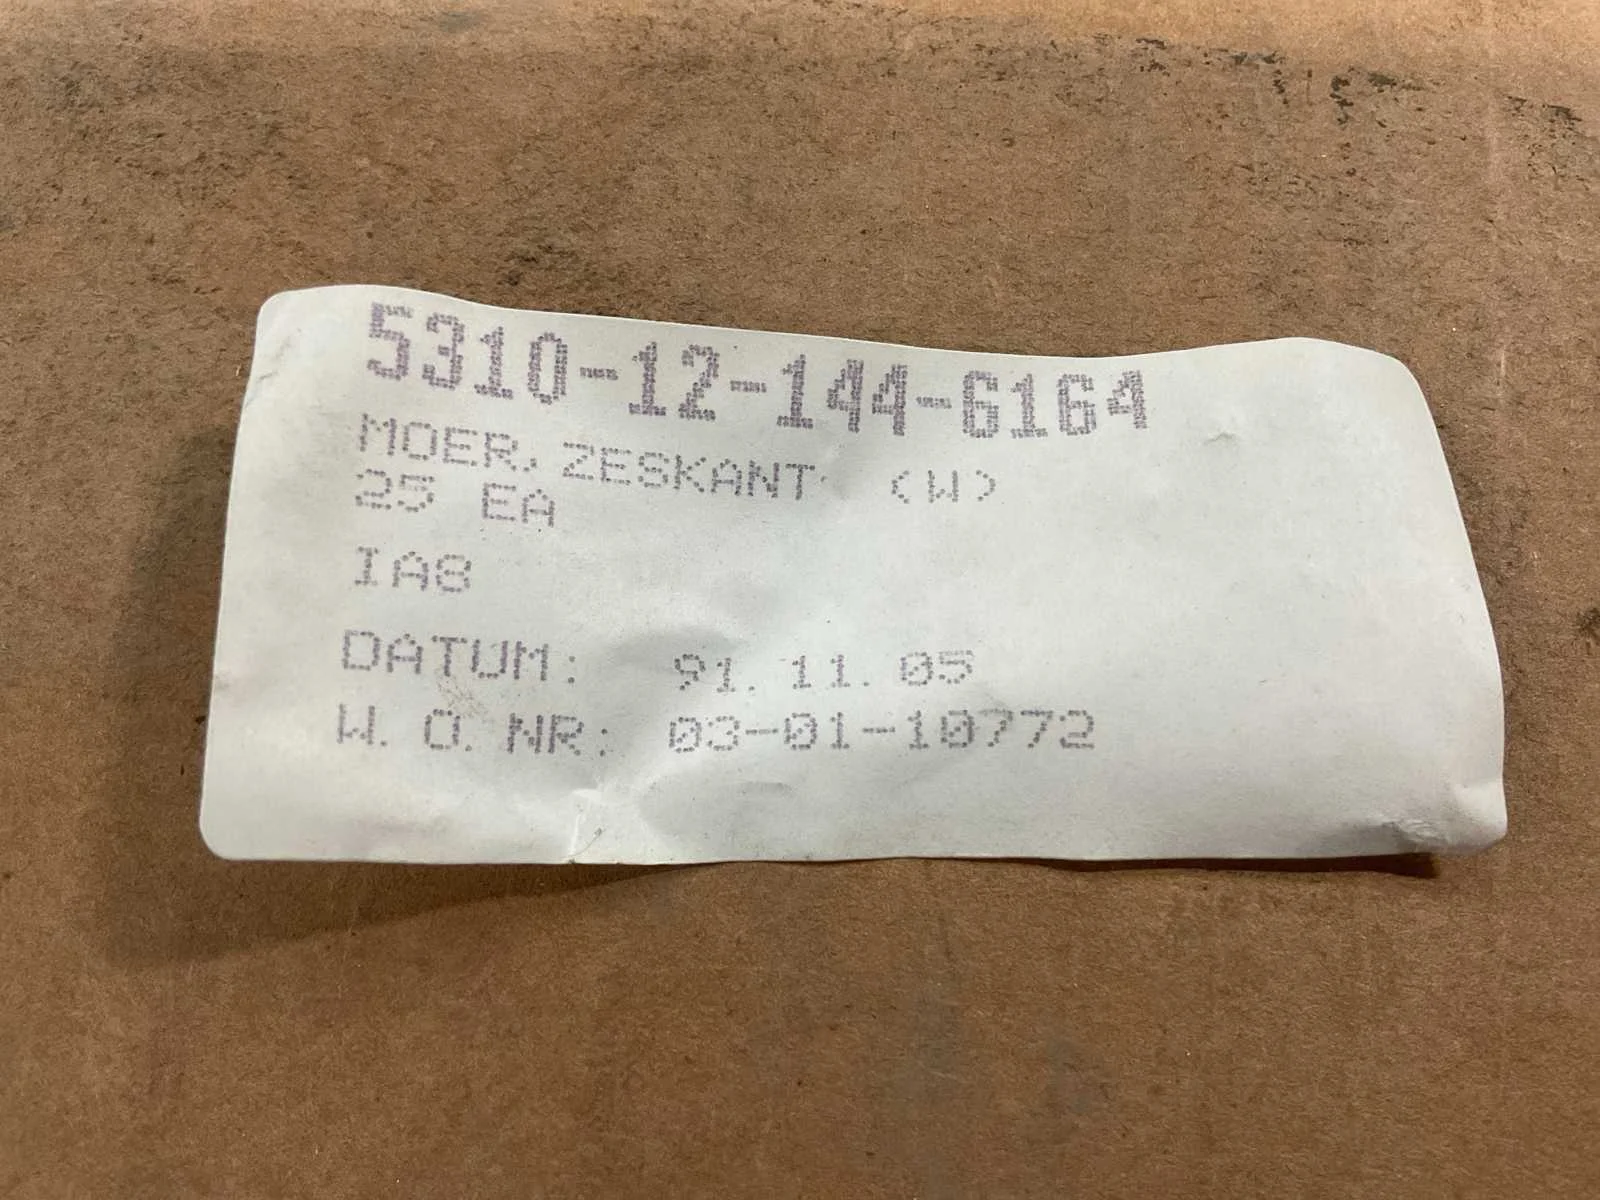 5310-12-144-6164
MOER, ZESKANT. (W)
25 EA
IA8
DATUM: 91.11.05
W.O.NR: 03-01-10772